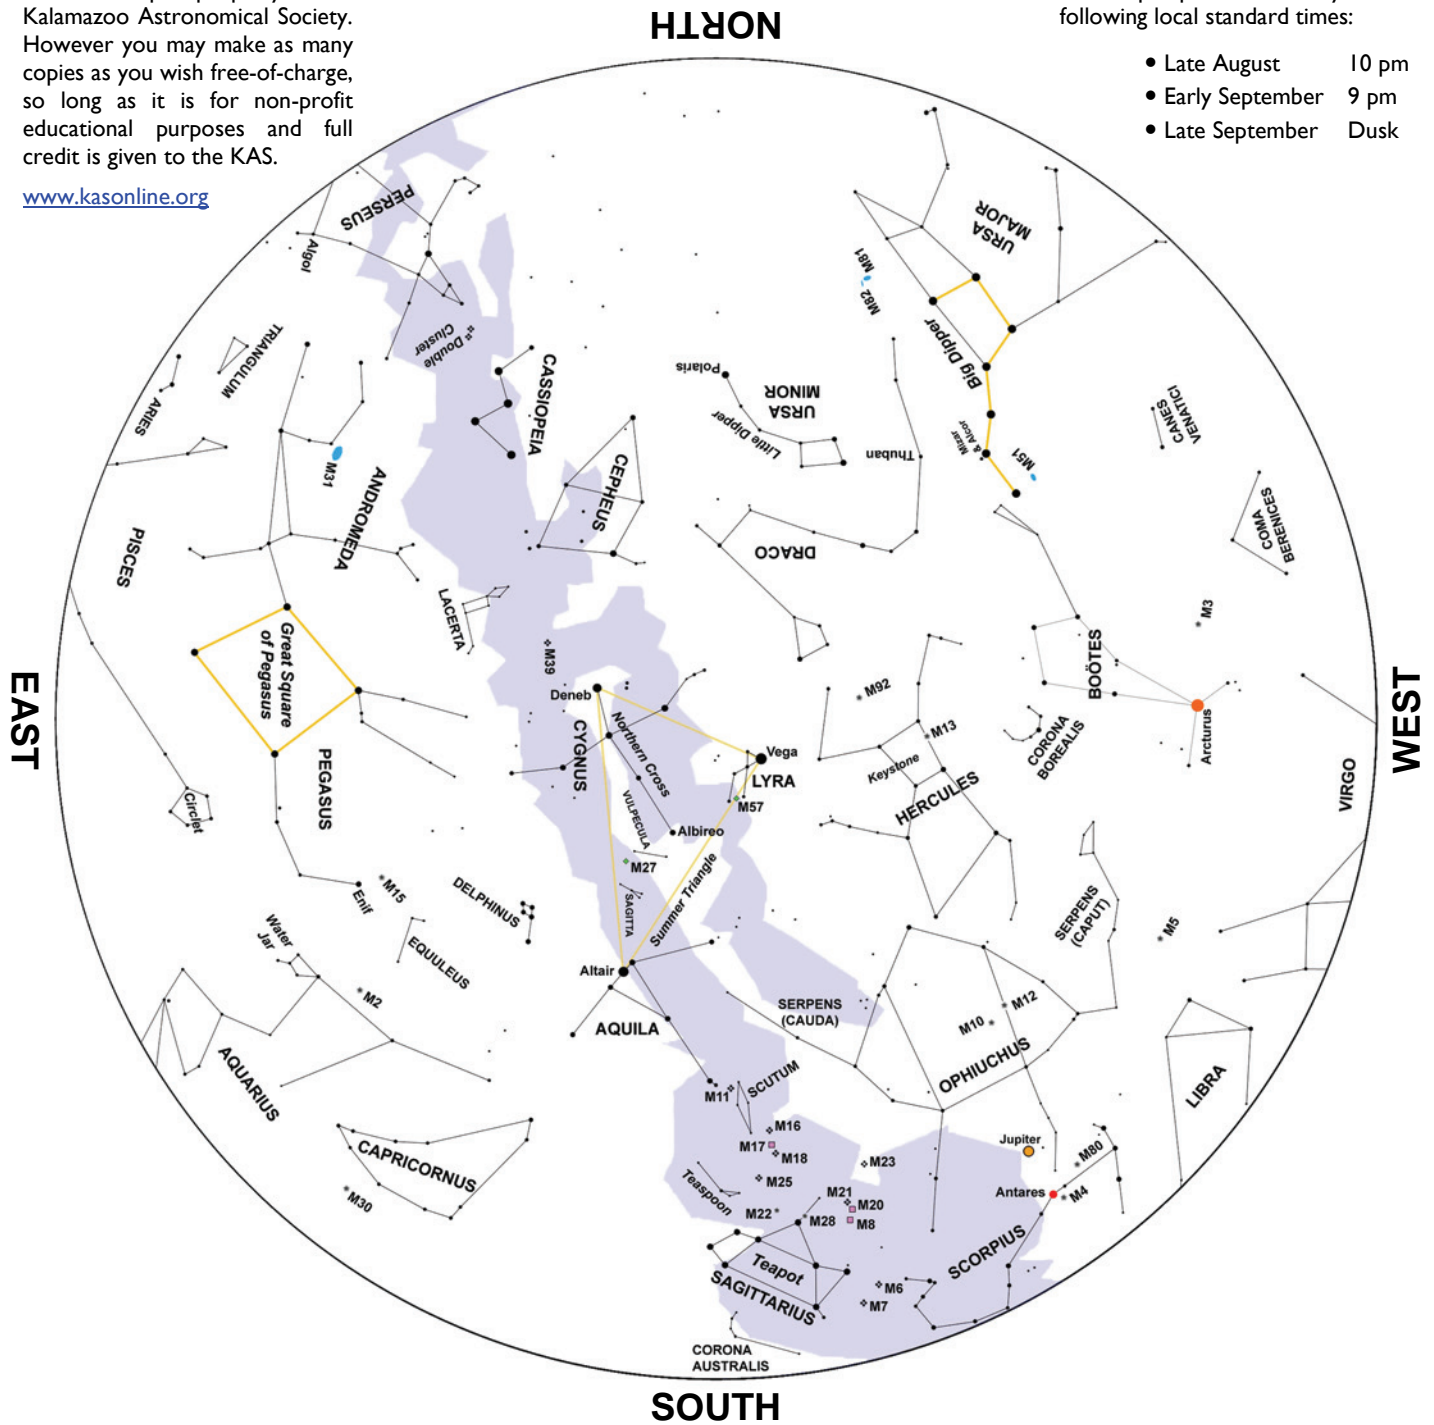 Kalamazoo Astronomical Society.
However you may make as many
copies as you wish free-of-charge,
so long as it is for non-profit
educational purposes and full
credit is given to the KAS.
www.kasonline.org
following local standard times:
• Late August 10 pm
• Early September 9 pm
• Late September Dusk
NORTH
PERSEUS
Algol
URSA
MAJOR
M81
M82
Double
Cluster
TRIANGULUM
ARIES
CASSIOPEIA
Polaris
URSA
MINOR
Little Dipper
Big Dipper
Mizar
& Alcor
Thuban
M51
CANES
VENATICI
M31
ANDROMEDA
CEPHEUS
COMA
BERENICES
PISCES
DRACO
LACERTA
M3
M39
BOÖTES
Great Square
of Pegasus
Deneb
M92
EAST
WEST
CYGNUS
Northern Cross
M13
CORONA
BOREALIS
Arcturus
Vega
LYRA
Keystone
HERCULES
VIRGO
PEGASUS
Circlet
M57
VULPECULA
Albireo
M27
Summer Triangle
SAGITTA
M15
Enif
DELPHINUS
SERPENS
(CAPUT)
M5
Water
Jar
EQUULEUS
Altair
M2
AQUILA
SERPENS
(CAUDA)
M12
M10
OPHIUCHUS
AQUARIUS
SCUTUM
M11
LIBRA
M16
M17
M18
Jupiter
M80
CAPRICORNUS
M23
M25
Teaspoon
M30
M21
M20
Antares
M4
M22
M28
M8
SCORPIUS
Teapot
SAGITTARIUS
M6
M7
CORONA
AUSTRALIS
SOUTH